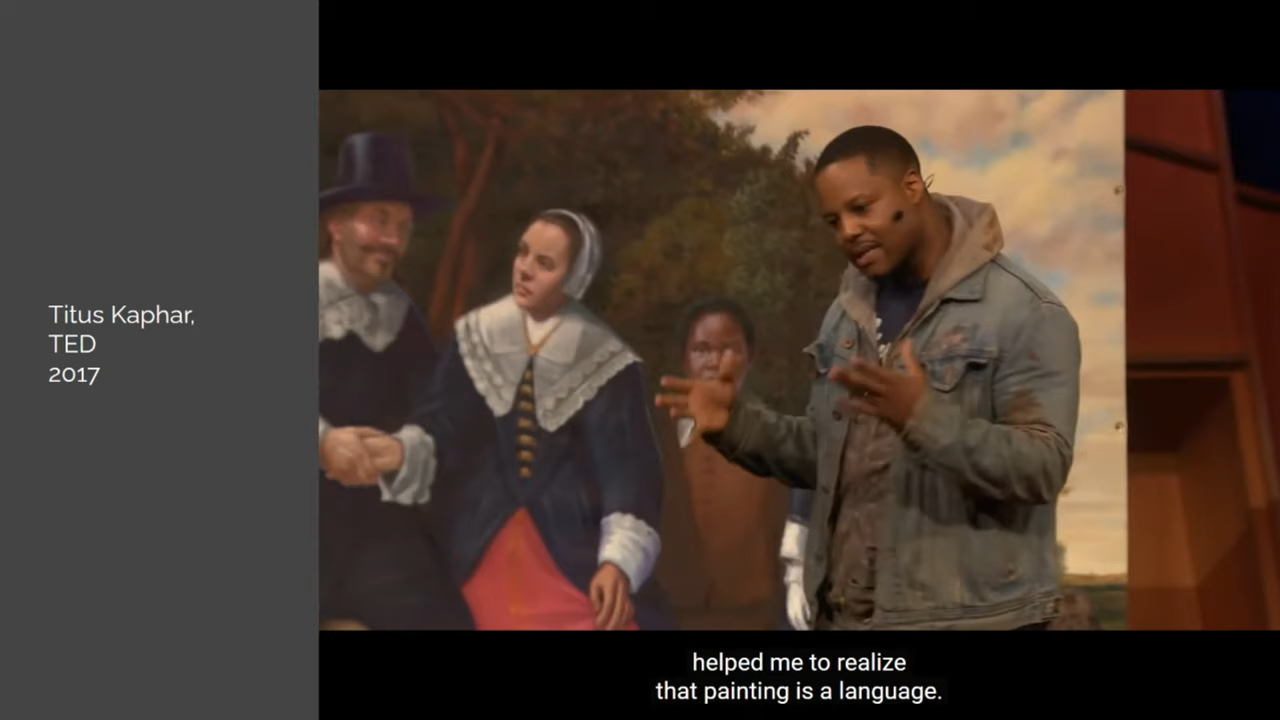 Titus Kaphar,
TED
2017
helped me to realize
that painting is a language.